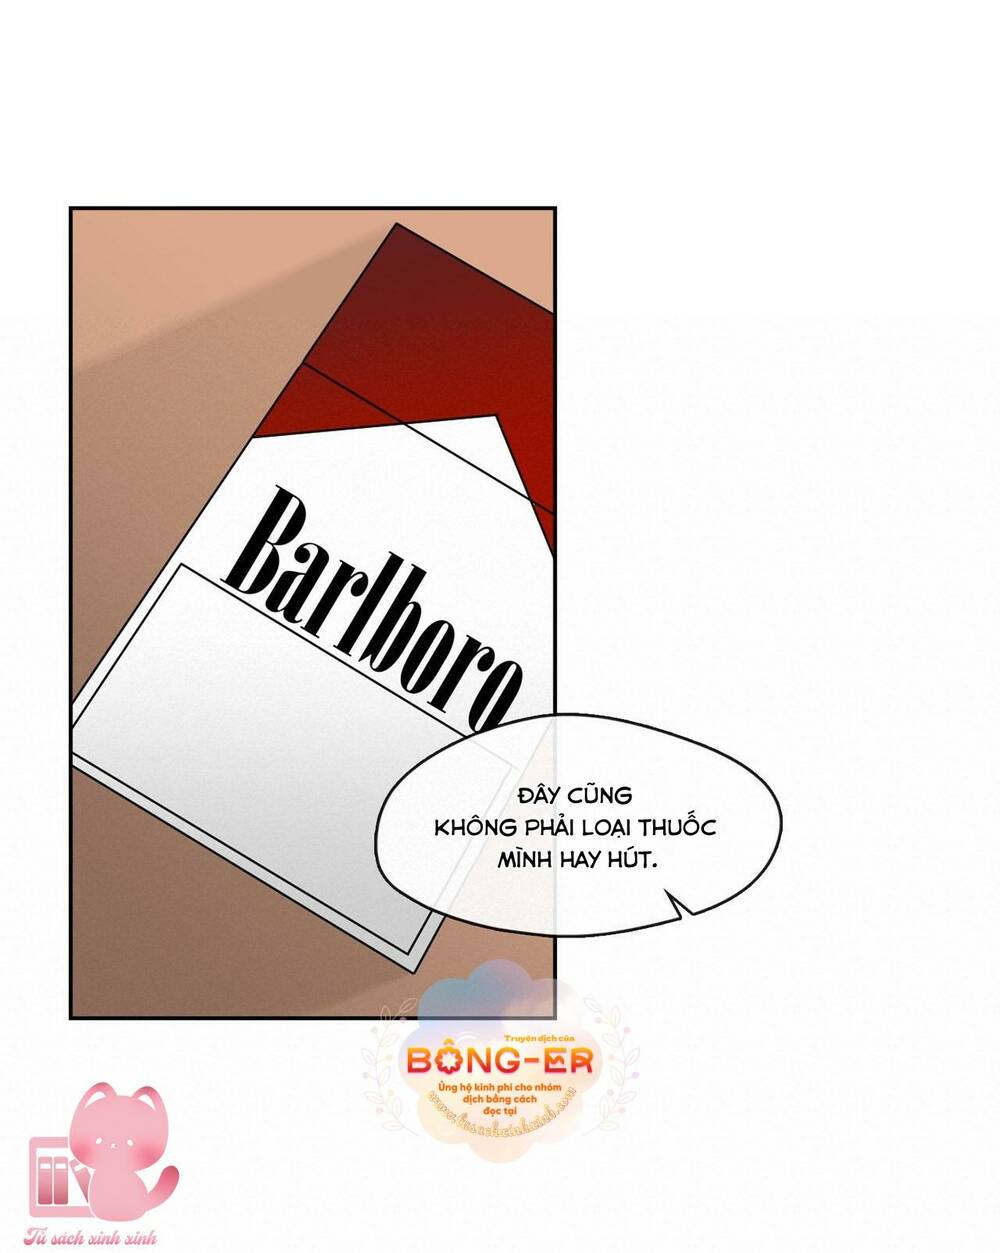 Barlboro
ĐÂY CŨNG
KHÔNG PHẢI LOẠI THUỐC
MÌNH HAY HÚT.
Truyện dịch của
BÔNG-ER
Ủng hộ kinh phí cho nhóm
dịch bằng cách
đọc tại
Tủ sách xinh xinh